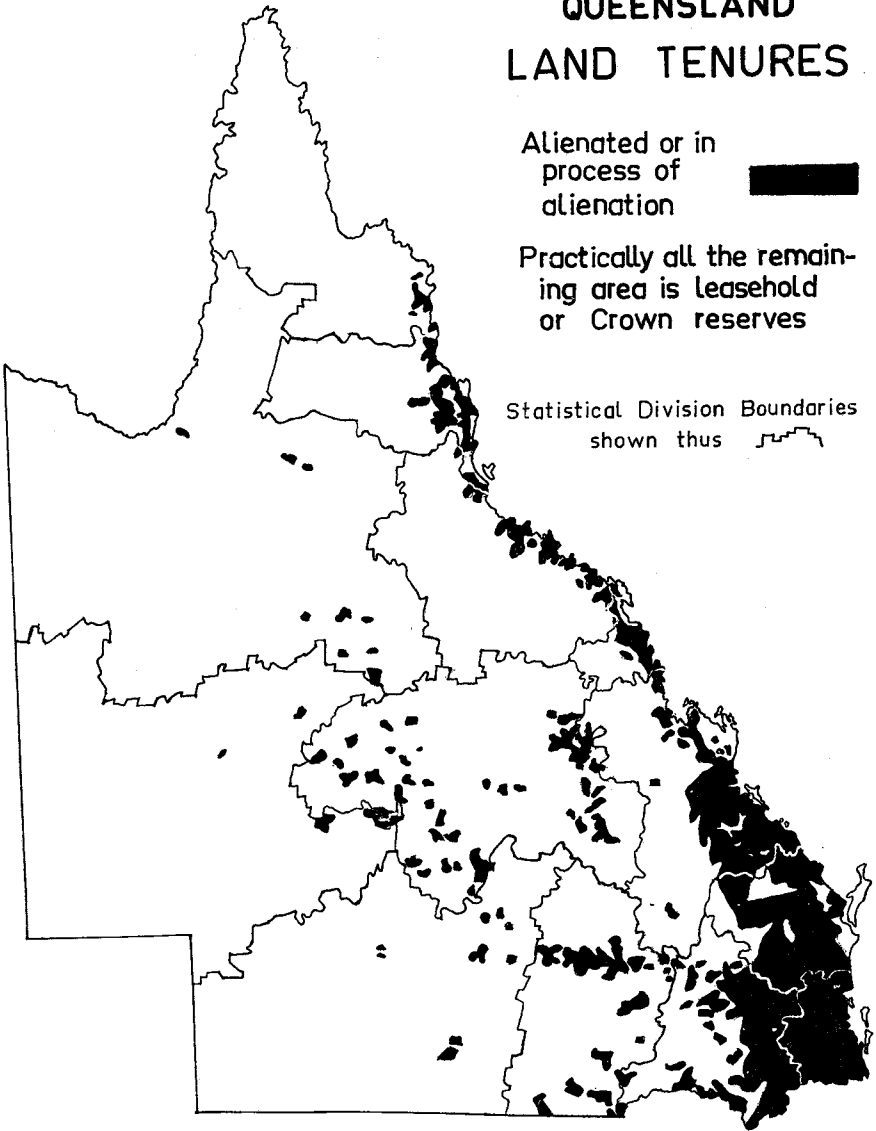 QUEENSLAND
LAND TENURES
Alienated or in
process of
alienation
Practically all the remain-
ing area is leasehold
or Crown reserves
Statistical Division Boundaries
shown thus